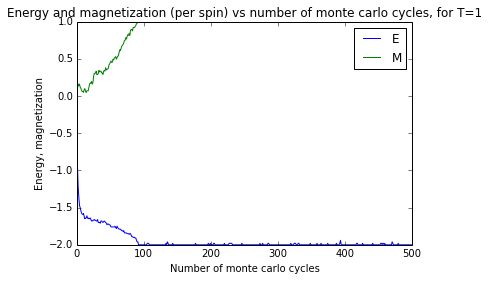 Energy and magnetization (per spin) vs number of monte carlo cycles, for T=1
1.0
0.5
0.0
−0.5
−1.0
−1.5
−2.0
Energy, magnetization
E
M
0 100 200 300 400 500
Number of monte carlo cycles